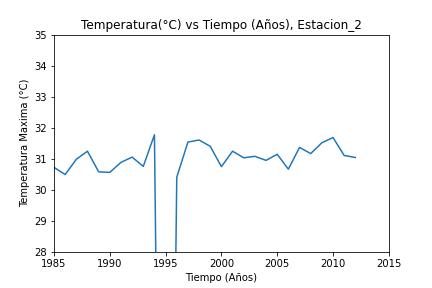 Temperatura(°C) vs Tiempo (Años), Estacion_2
35
34
33
32
31
30
29
28
Temperatura Maxima (°C)
1985 1990 1995 2000 2005 2010 2015
Tiempo (Años)